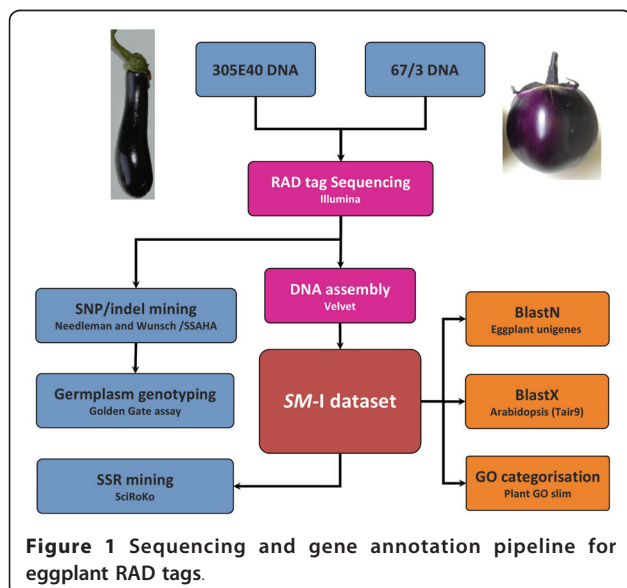 305E40 DNA
67/3 DNA
RAD tag Sequencing
Illumina
SNP/indel mining
Needleman and Wunsch /SSAHA
DNA assembly
Velvet
BlastN
Eggplant unigenes
Germplasm genotyping
Golden Gate assay
SM-I dataset
BlastX
Arabidopsis (Tair9)
SSR mining
SciRoKo
GO categorisation
Plant GO slim
Figure 1 Sequencing and gene annotation pipeline for
eggplant RAD tags.